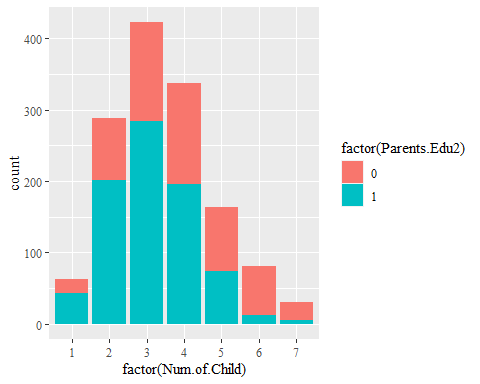 400
300
200
100
0
count
1 2 3 4 5 6 7
factor(Num.of.Child)
factor(Parents.Edu2)
0
1